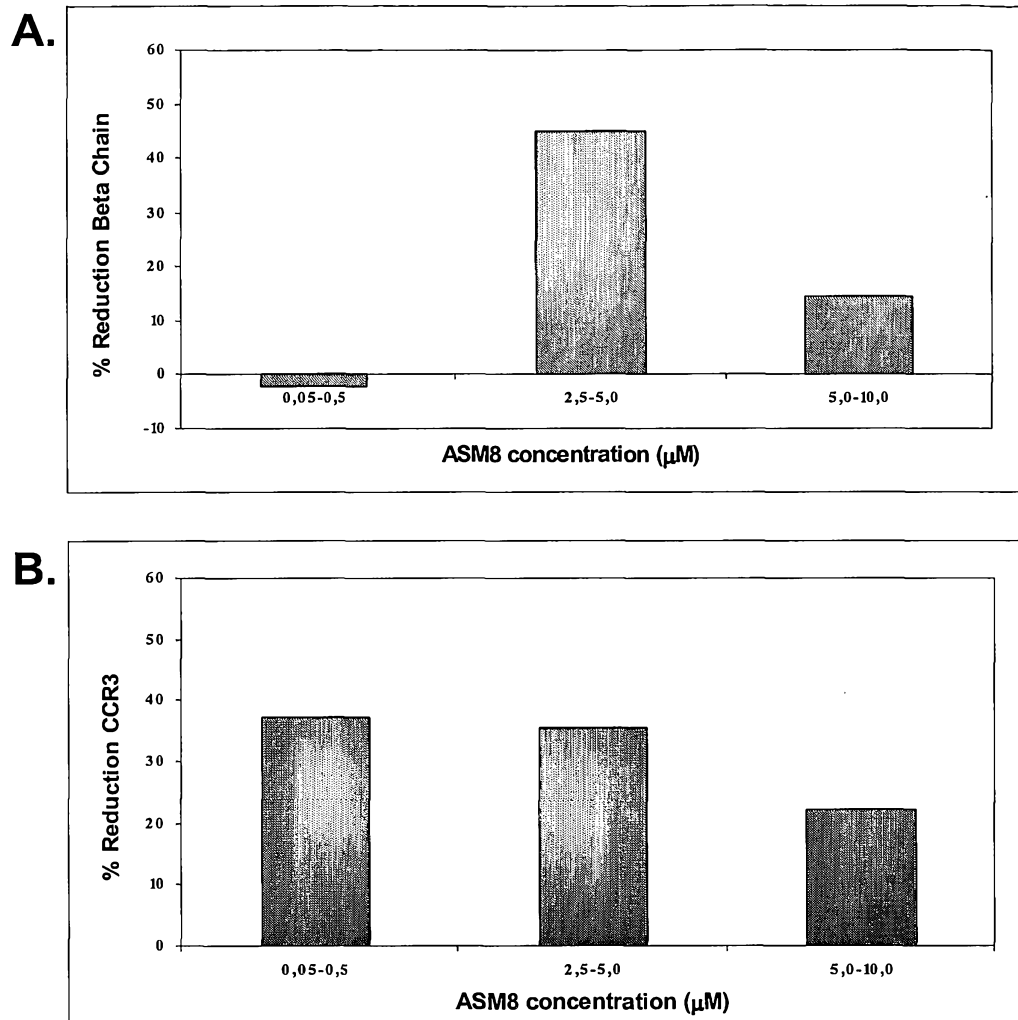 A.
60
50
40
30
20
10
0
-10
% Reduction Beta Chain
0,05-0,5 2,5-5,0 5,0-10,0
ASM8 concentration (µM)
B.
60
50
40
30
20
10
0
% Reduction CCR3
0,05-0,5 2,5-5,0 5,0-10,0
ASM8 concentration (µM)